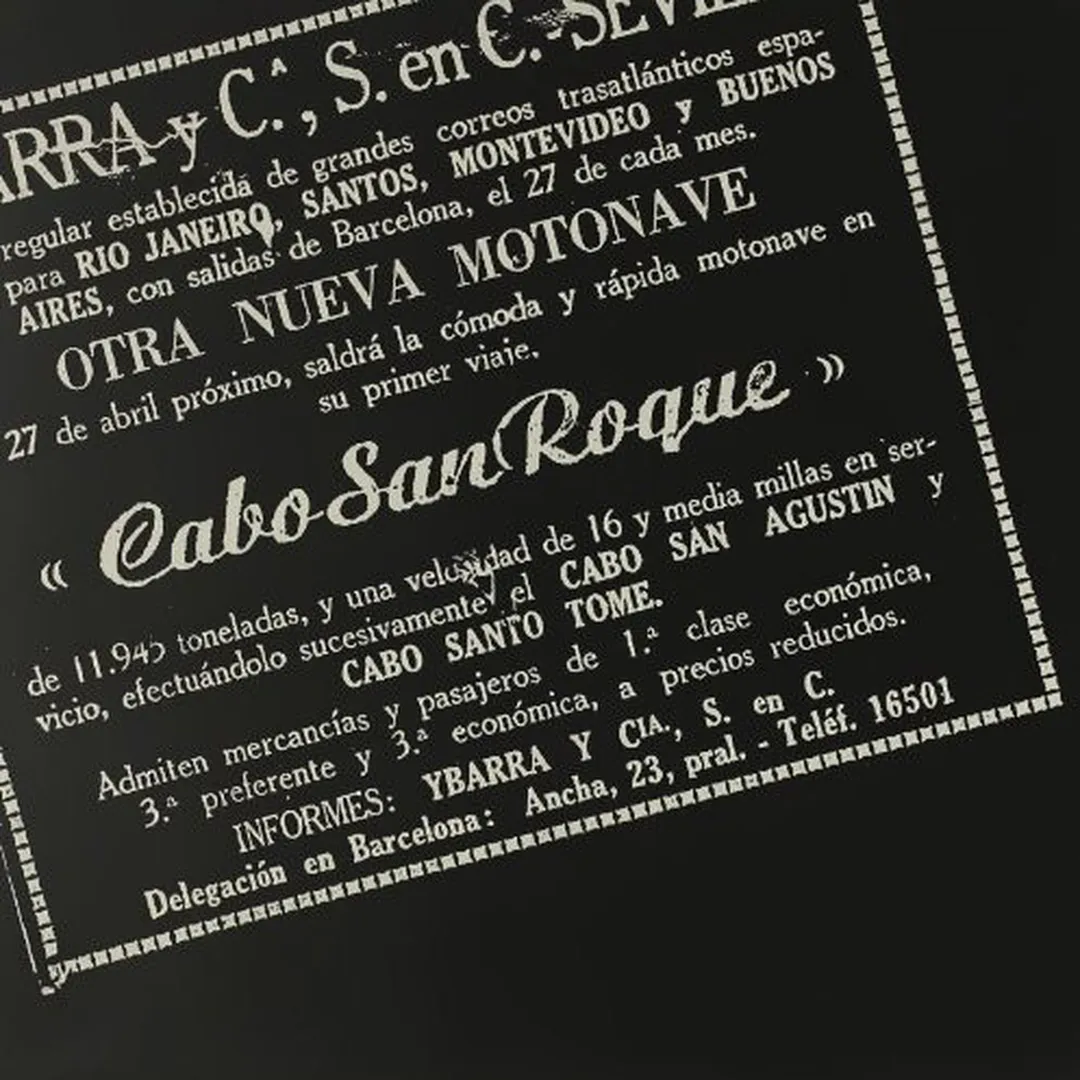 ARRA y C.ª, S. en C.-SEVI
regular establecida de grandes correos trasatlánticos espa-
para RIO JANEIRO, SANTOS, MONTEVIDEO y BUENOS
AIRES, con salidas de Barcelona, el 27 de cada mes.
OTRA NUEVA MOTONAVE
27 de abril próximo, saldrá la cómoda y rápida motonave en
su primer viaje.
« Cabo San Roque »
de 11.945 toneladas, y una velocidad de 16 y media millas en ser-
vicio, efectuándolo sucesivamente el CABO SAN AGUSTIN y
CABO SANTO TOME.
Admiten mercancías y pasajeros de 1.ª clase económica,
3.ª preferente y 3.ª económica, a precios reducidos.
INFORMES: YBARRA Y CIA., S. en C.
Delegación en Barcelona: Ancha, 23, pral. - Teléf. 16501